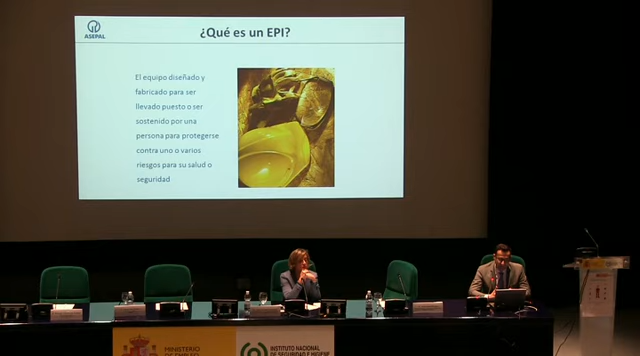 ASEPAL
¿Qué es un EPI?
El equipo diseñado y
fabricado para ser
llevado puesto o ser
sostenido por una
persona para protegerse
contra uno o varios
riesgos para su salud o
seguridad
MINISTERIO
DE EMPLEO
INSTITUTO NACIONAL
DE SEGURIDAD E HIGIENE